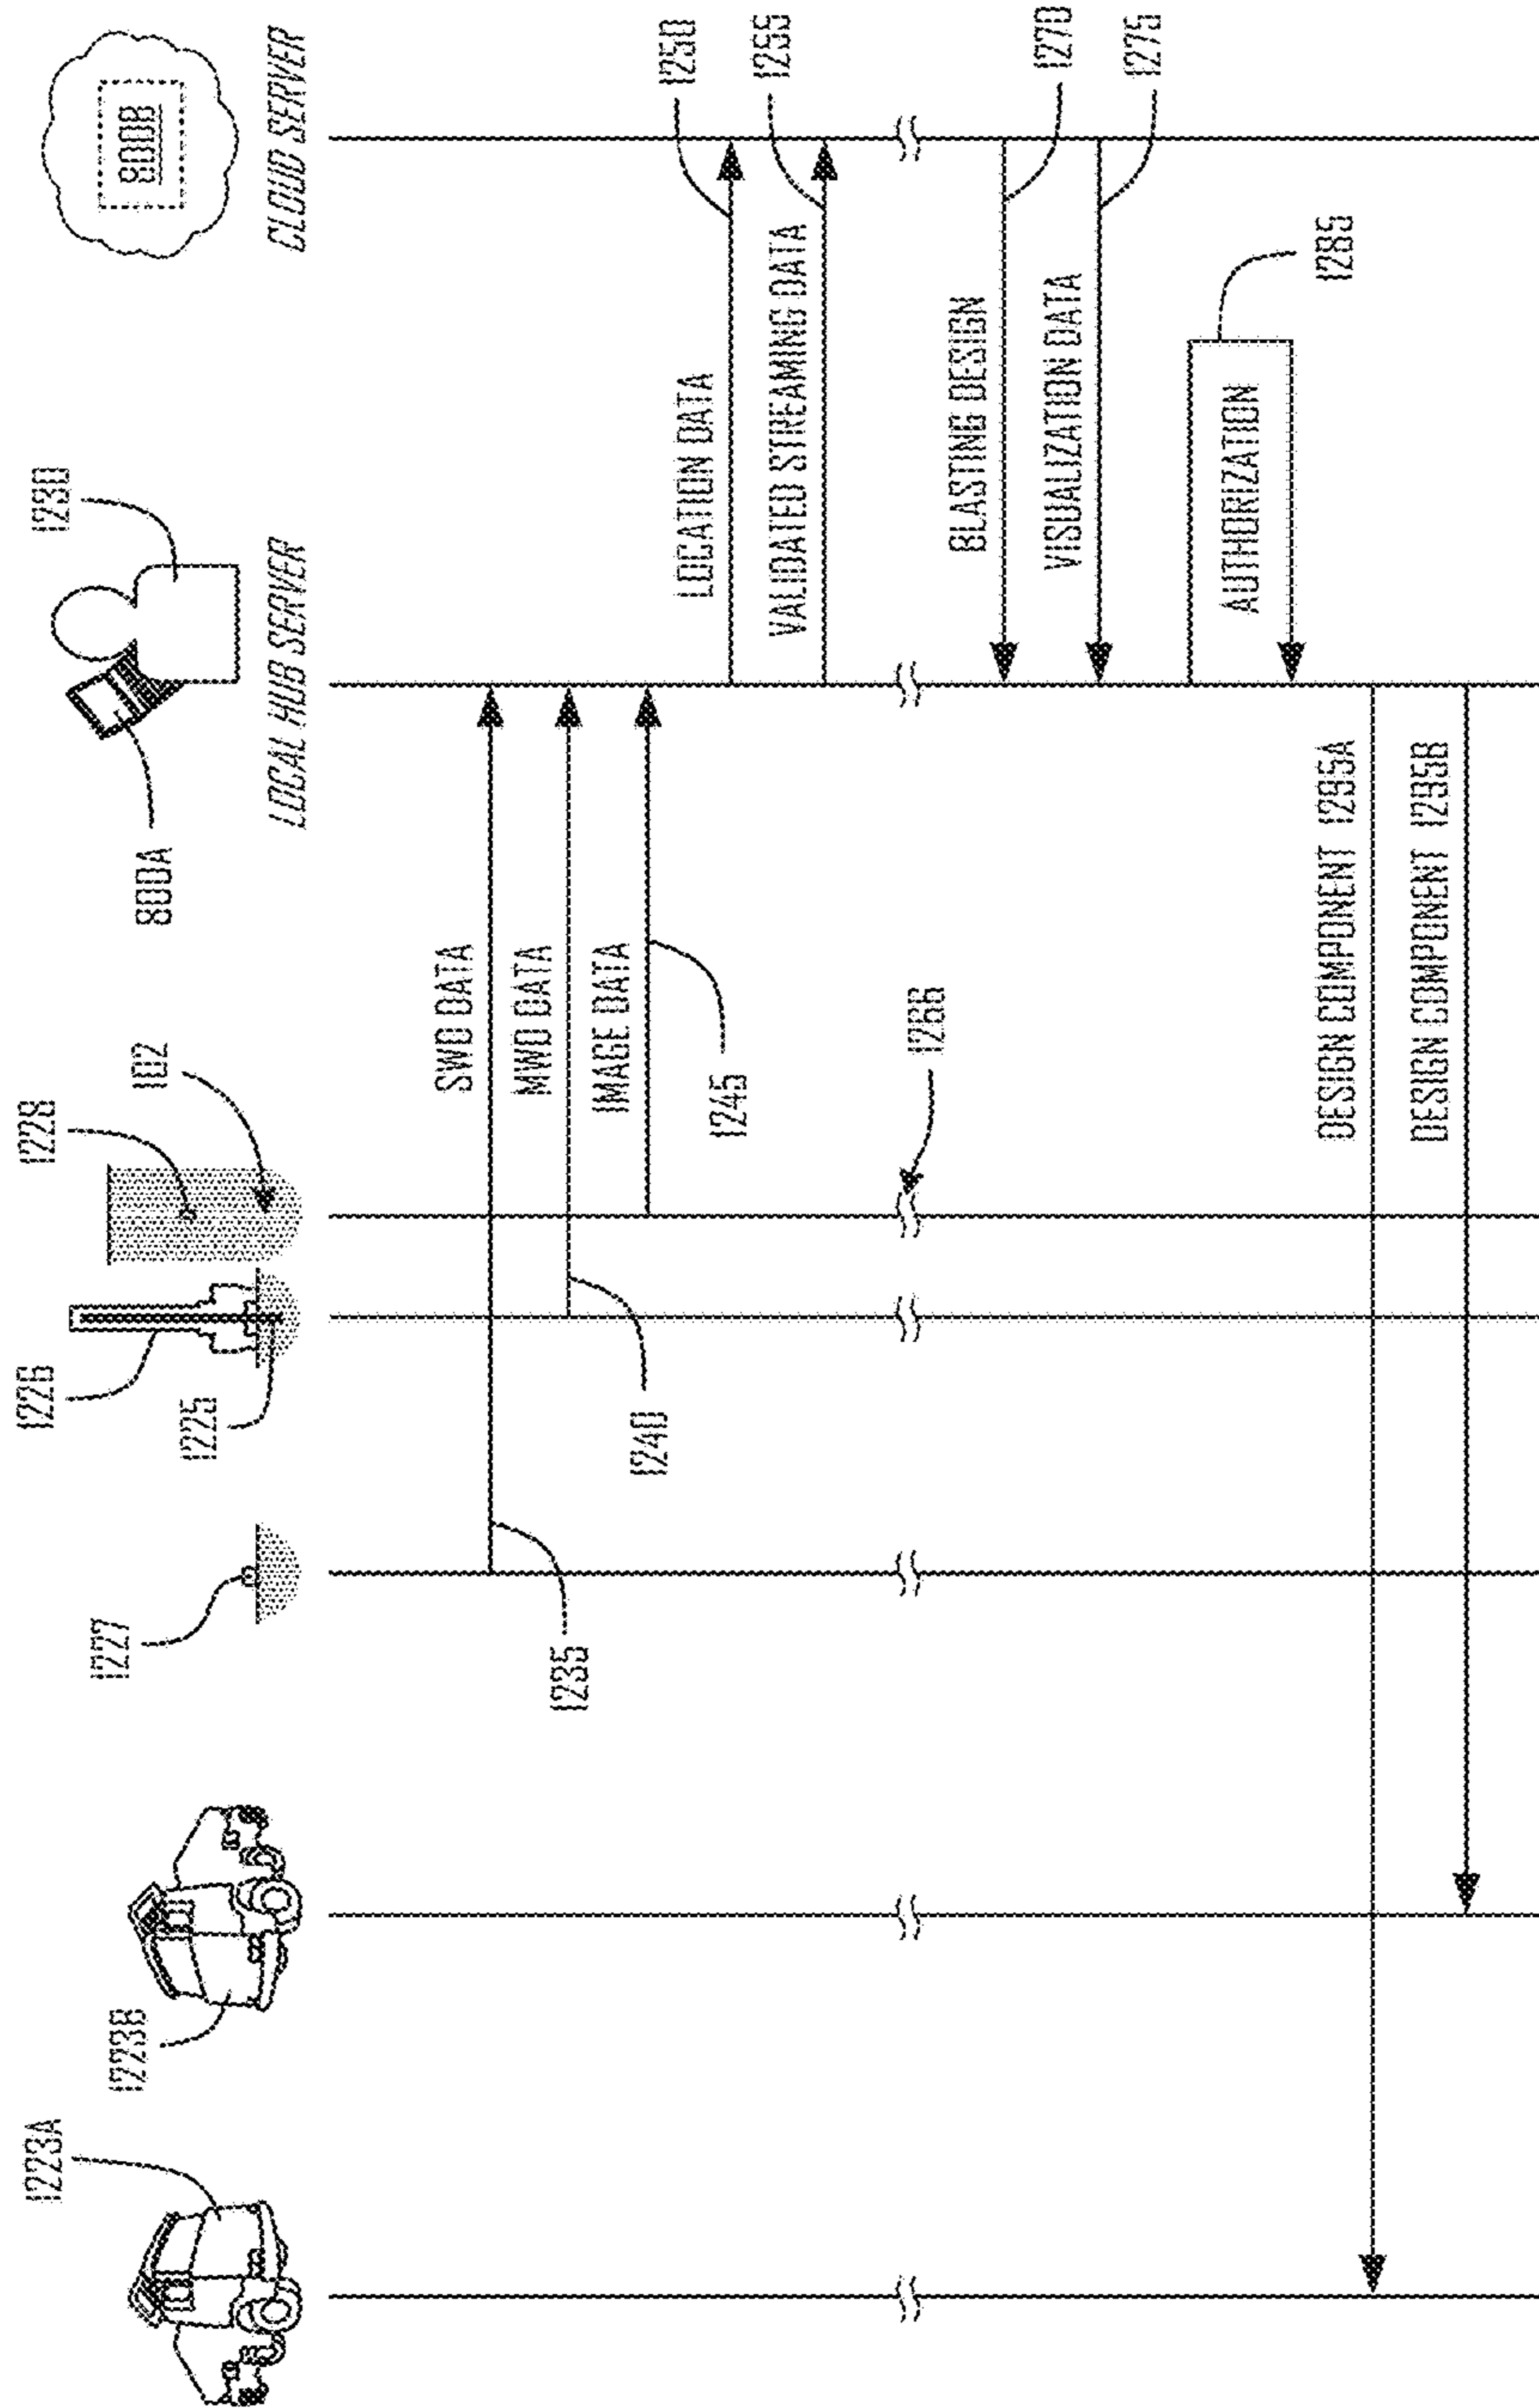 1223A
1223B
1227
1226
1225
1228
102
800A
1230
800B
LOCAL HUB SERVER
CLOUD SERVER
SWD DATA
1235
MWD DATA
1240
IMAGE DATA
1245
LOCATION DATA
1250
VALIDATED STREAMING DATA
1255
1266
BLASTING DESIGN
1270
VISUALIZATION DATA
1275
AUTHORIZATION
1285
DESIGN COMPONENT 1295A
DESIGN COMPONENT 1295B